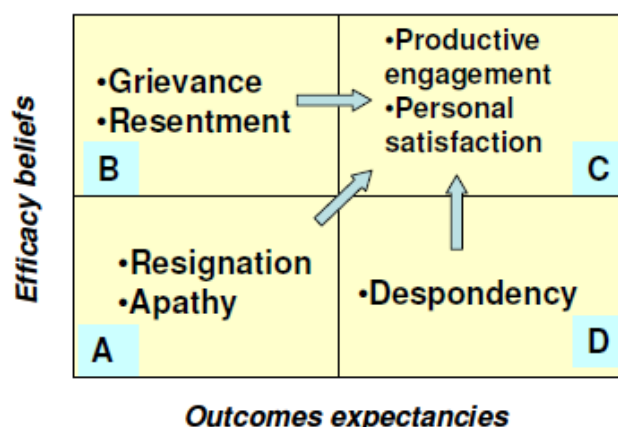 Efficacy beliefs
•Grievance
•Resentment
B
•Productive
engagement
•Personal
satisfaction
C
•Resignation
•Apathy
A
•Despondency
D
Outcomes expectancies